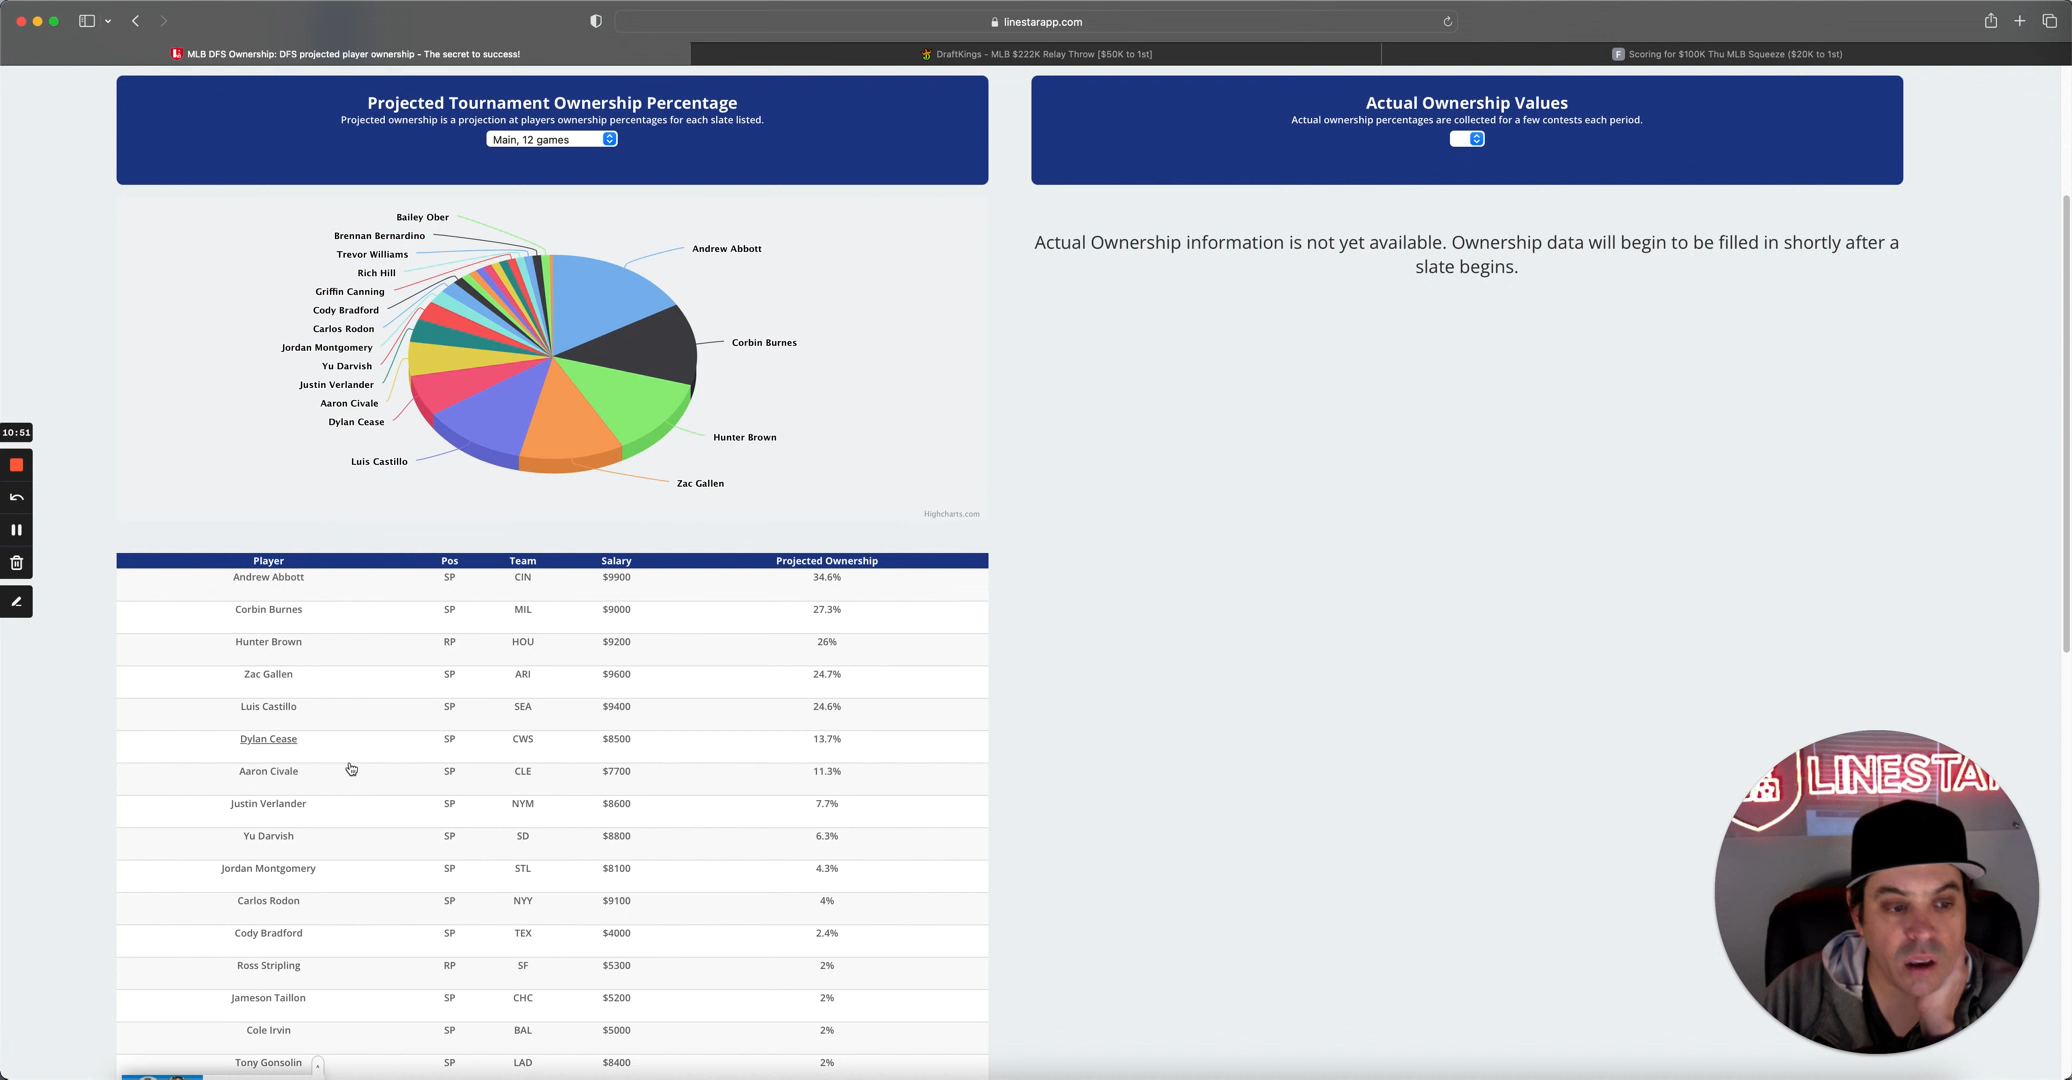 linestarapp.com
MLB DFS Ownership: DFS projected player ownership - The secret to success!
DraftKings - MLB $222K Relay Throw [$50K to 1st]
F Scoring for $100K Thu MLB Squeeze ($20K to 1st)
Projected Tournament Ownership Percentage
Projected ownership is a projection at players ownership percentages for each slate listed.
Main, 12 games
Actual Ownership Values
Actual ownership percentages are collected for a few contests each period.
Actual Ownership information is not yet available. Ownership data will begin to be filled in shortly after a
slate begins.
Bailey Ober
Brennan Bernardino
Trevor Williams
Rich Hill
Griffin Canning
Cody Bradford
Carlos Rodon
Jordan Montgomery
Yu Darvish
Justin Verlander
Aaron Civale
Dylan Cease
Luis Castillo
Andrew Abbott
Corbin Burnes
Hunter Brown
Zac Gallen
Highcharts.com
10:51
Player Pos Team Salary Projected Ownership
Andrew Abbott SP CIN $9900 34.6%
Corbin Burnes SP MIL $9000 27.3%
Hunter Brown RP HOU $9200 26%
Zac Gallen SP ARI $9600 24.7%
Luis Castillo SP SEA $9400 24.6%
Dylan Cease SP CWS $8500 13.7%
Aaron Civale SP CLE $7700 11.3%
Justin Verlander SP NYM $8600 7.7%
Yu Darvish SP SD $8800 6.3%
Jordan Montgomery SP STL $8100 4.3%
Carlos Rodon SP NYY $9100 4%
Cody Bradford SP TEX $4000 2.4%
Ross Stripling RP SF $5300 2%
Jameson Taillon SP CHC $5200 2%
Cole Irvin SP BAL $5000 2%
Tony Gonsolin SP LAD $8400 2%
LINESTA